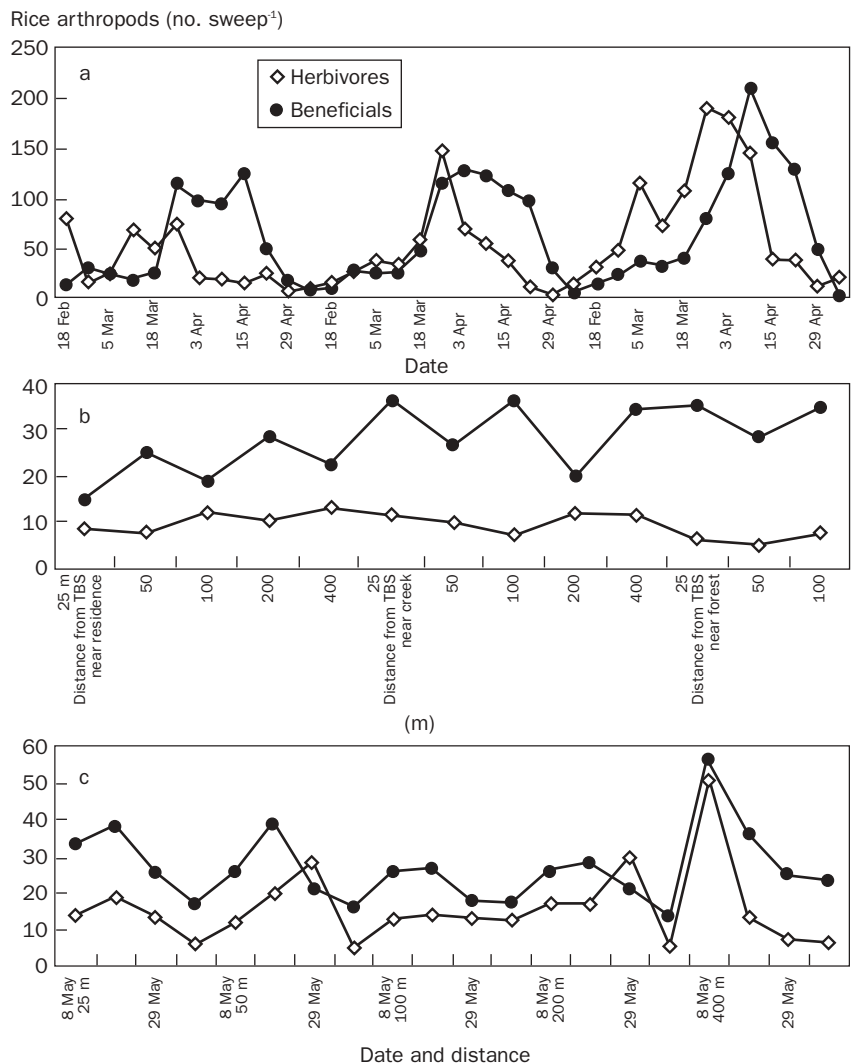 Rice arthropods (no. sweep-1)
250
200
150
100
50
0
a
Herbivores
Beneficials
18 Feb
5 Mar
18 Mar
3 Apr
15 Apr
29 Apr
18 Feb
5 Mar
18 Mar
3 Apr
15 Apr
29 Apr
18 Feb
5 Mar
18 Mar
3 Apr
15 Apr
29 Apr
Date
40
30
20
10
0
b
25 m
Distance from TBS
near residence
50
100
200
400
25
Distance from TBS
near creek
50
100
200
400
25
Distance from TBS
near forest
50
100
(m)
60
50
40
30
20
10
0
c
8 May
25 m
29 May
8 May
50 m
29 May
8 May
100 m
29 May
8 May
200 m
29 May
8 May
400 m
29 May
Date and distance